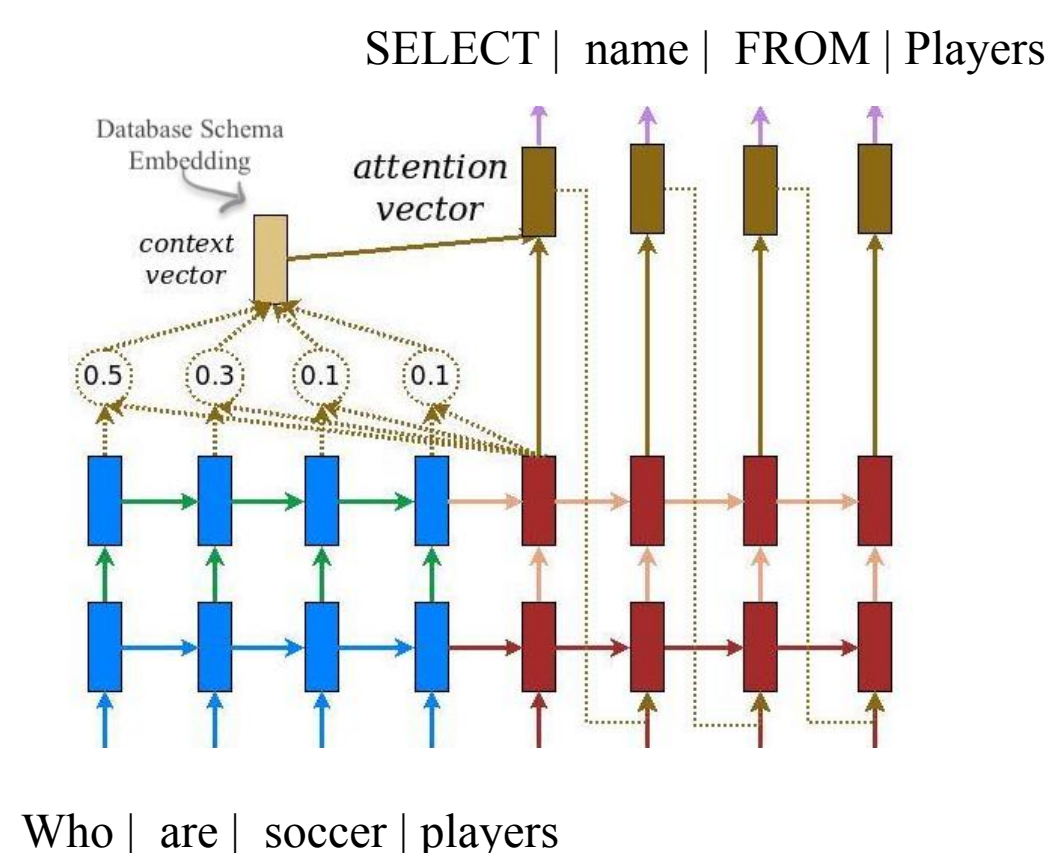 SELECT | name | FROM | Players
Database Schema
Embedding
attention
vector
context
vector
0.5 0.3 0.1 0.1
Who | are | soccer | players